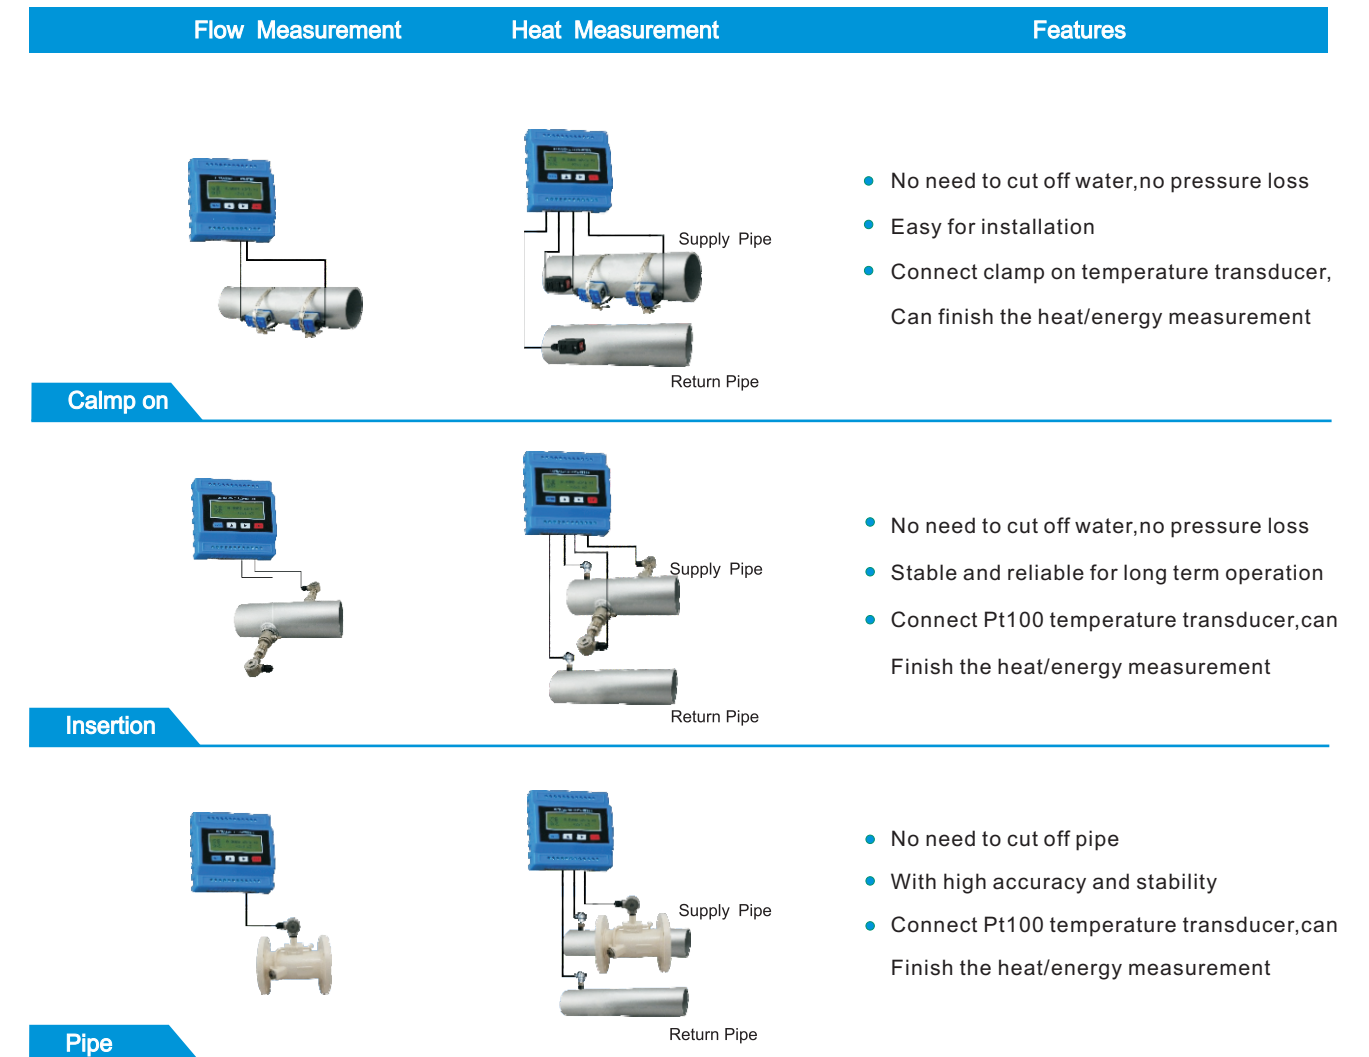 Flow Measurement
Heat Measurement
Features
Supply Pipe
Return Pipe
No need to cut off water,no pressure loss
Easy for installation
Connect clamp on temperature transducer,
Can finish the heat/energy measurement
Calmp on
Supply Pipe
Return Pipe
No need to cut off water,no pressure loss
Stable and reliable for long term operation
Connect Pt100 temperature transducer,can
Finish the heat/energy measurement
Insertion
Supply Pipe
Return Pipe
No need to cut off pipe
With high accuracy and stability
Connect Pt100 temperature transducer,can
Finish the heat/energy measurement
Pipe